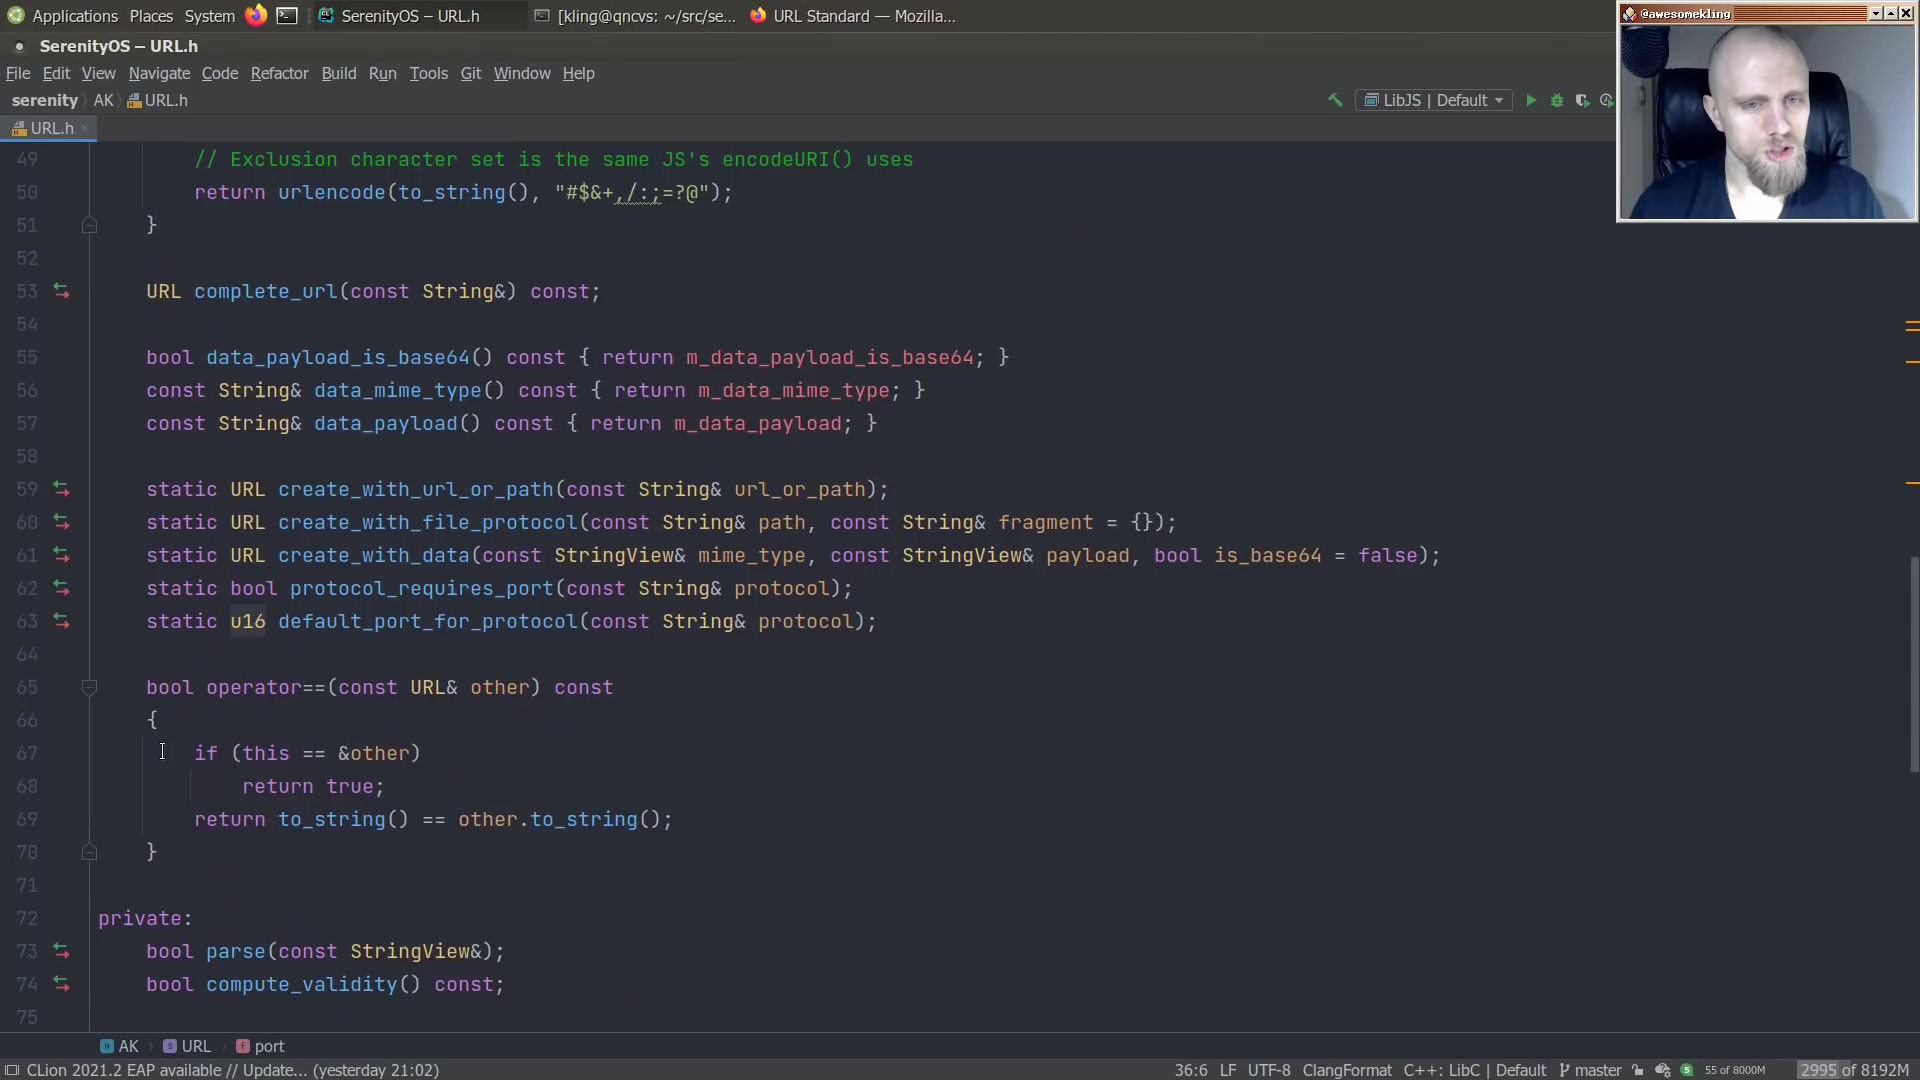 Applications Places System SerenityOS – URL.h [kling@qncvs: ~/src/se... URL Standard — Mozilla...
@awesomekling
SerenityOS – URL.h
File Edit View Navigate Code Refactor Build Run Tools Git Window Help
serenity AK URL.h LibJS | Default
URL.h
49 // Exclusion character set is the same JS's encodeURI() uses
50 return urlencode(to_string(), "#$&+,/:;=?@");
51 }
52
53 URL complete_url(const String&) const;
54
55 bool data_payload_is_base64() const { return m_data_payload_is_base64; }
56 const String& data_mime_type() const { return m_data_mime_type; }
57 const String& data_payload() const { return m_data_payload; }
58
59 static URL create_with_url_or_path(const String& url_or_path);
60 static URL create_with_file_protocol(const String& path, const String& fragment = {});
61 static URL create_with_data(const StringView& mime_type, const StringView& payload, bool is_base64 = false);
62 static bool protocol_requires_port(const String& protocol);
63 static u16 default_port_for_protocol(const String& protocol);
64
65 bool operator==(const URL& other) const
66 {
67 if (this == &other)
68 return true;
69 return to_string() == other.to_string();
70 }
71
72 private:
73 bool parse(const StringView&);
74 bool compute_validity() const;
75
AK URL port
CLion 2021.2 EAP available // Update... (yesterday 21:02) 36:6 LF UTF-8 ClangFormat C++: LibC | Default master 55 of 8000M 2995 of 8192M